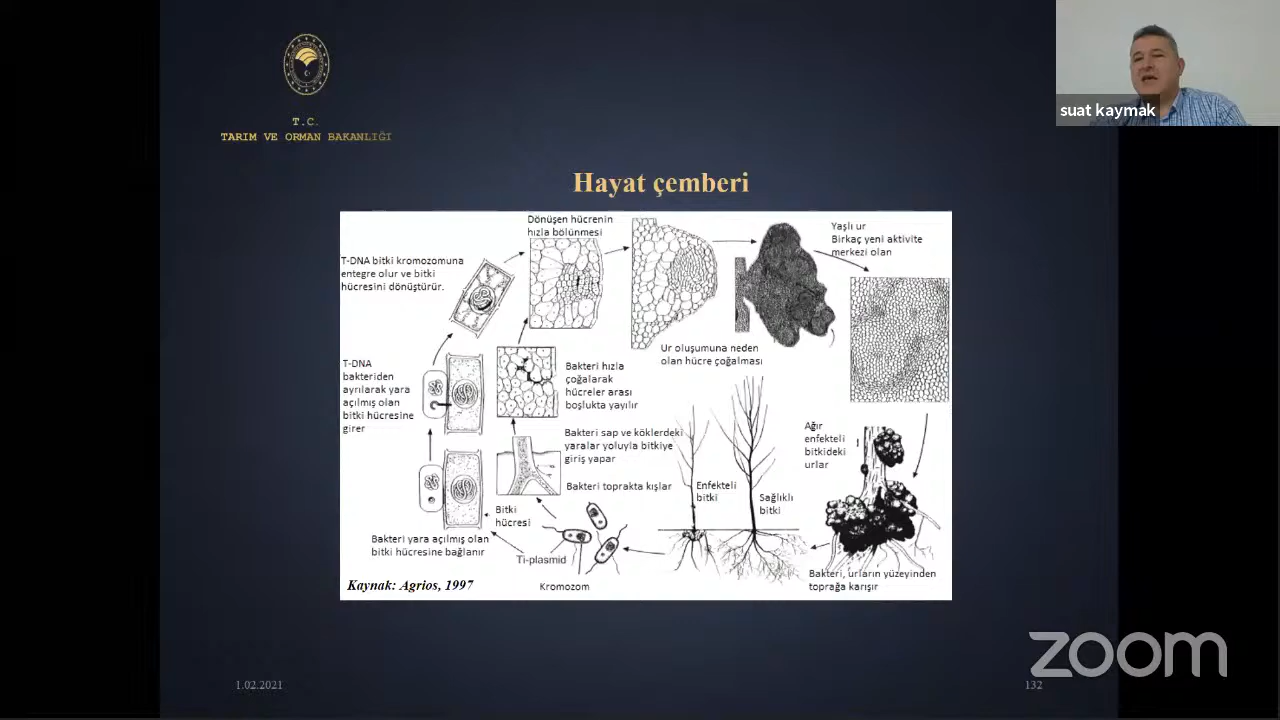 T.C.
TARIM VE ORMAN BAKANLIĞI
suat kaymak
Hayat çemberi
Dönüşen hücrenin
hızla bölünmesi
Yaşlı ur
Birkaç yeni aktivite
merkezi olan
T-DNA bitki kromozomuna
entegre olur ve bitki
hücresini dönüştürür.
Ur oluşumuna neden
olan hücre çoğalması
T-DNA
bakteriden
ayrılarak yara
açılmış olan
bitki hücresine
girer
Bakteri hızla
çoğalarak
hücreler arası
boşlukta yayılır
Bakteri sap ve köklerdeki
yaralar yoluyla bitkiye
giriş yapar
Ağır
enfekteli
bitkideki
urlar
Bakteri toprakta kışlar
Enfekteli
bitki
Sağlıklı
bitki
Bitki
hücresi
Bakteri yara açılmış olan
bitki hücresine bağlanır
Ti-plasmid
Bakteri, urların yüzeyinden
toprağa karışır
Kaynak: Agrios, 1997
Kromozom
zoom
1.02.2021
132